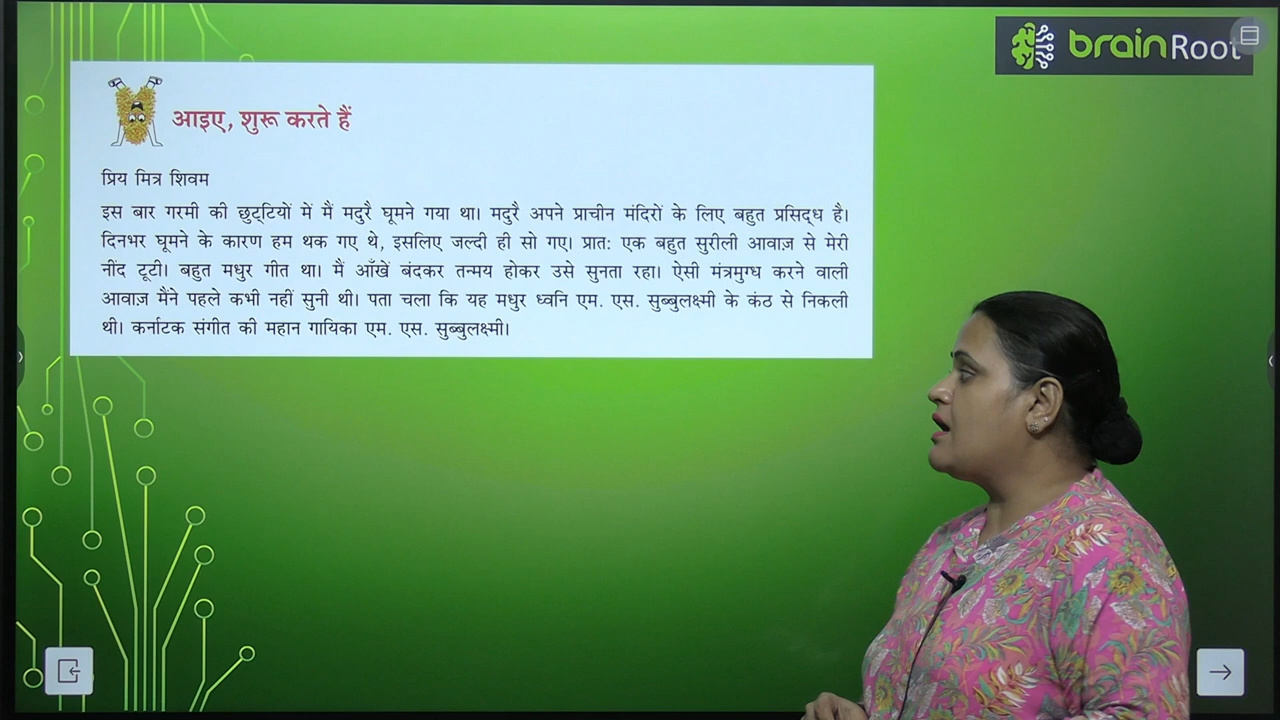 brainRoot
आइए, शुरू करते हैं
प्रिय मित्र शिवम
इस बार गरमी की छुट्‌टियों में मैं मदुरै घूमने गया था। मदुरै अपने प्राचीन मंदिरों के लिए बहुत प्रसिद्‌ध है।
दिनभर घूमने के कारण हम थक गए थे, इसलिए जल्दी ही सो गए। प्रात: एक बहुत सुरीली आवाज़ से मेरी
नींद टूटी। बहुत मधुर गीत था। मैं आँखें बंदकर तन्मय होकर उसे सुनता रहा। ऐसी मंत्रमुग्ध करने वाली
आवाज़ मैंने पहले कभी नहीं सुनी थी। पता चला कि यह मधुर ध्वनि एम. एस. सुब्बुलक्ष्मी के कंठ से निकली
थी। कर्नाटक संगीत की महान गायिका एम. एस. सुब्बुलक्ष्मी।